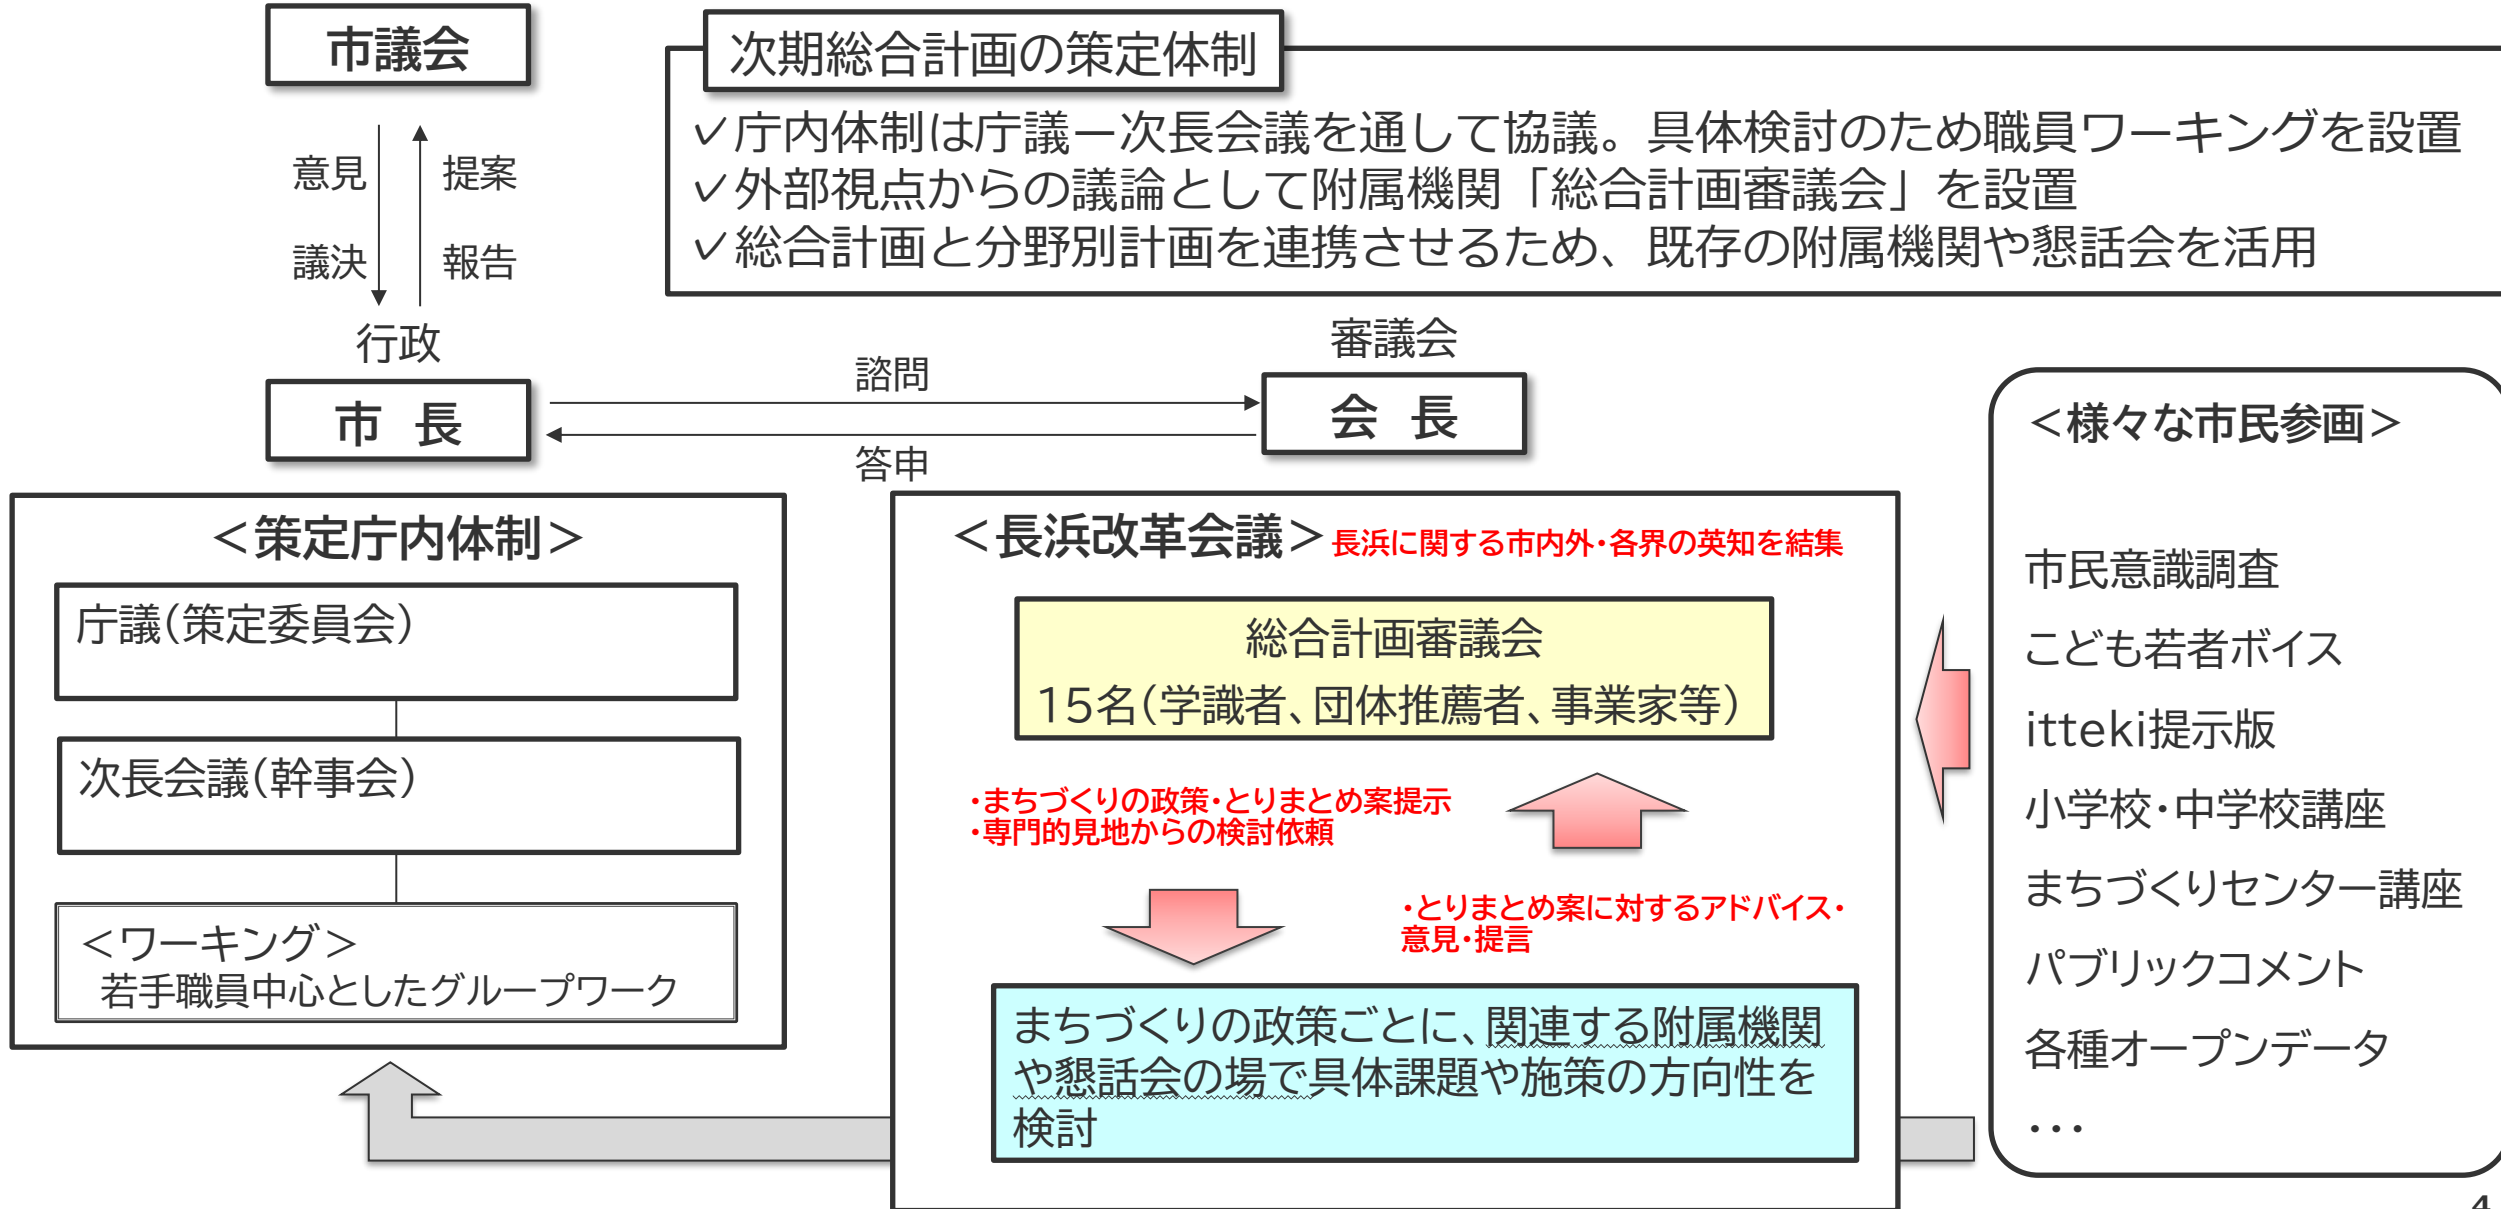 市議会
次期総合計画の策定体制
✓庁内体制は庁議ー次長会議を通して協議。具体検討のため職員ワーキングを設置
✓外部視点からの議論として附属機関「総合計画審議会」を設置
✓総合計画と分野別計画を連携させるため、既存の附属機関や懇話会を活用
意見
議決
提案
報告
行政
市　長
諮問
答申
審議会
会　長
＜策定庁内体制＞
庁議(策定委員会)
次長会議(幹事会)
＜ワーキング＞
若手職員中心としたグループワーク
＜長浜改革会議＞長浜に関する市内外・各界の英知を結集
総合計画審議会
15名(学識者、団体推薦者、事業家等)
・まちづくりの政策・とりまとめ案提示
・専門的見地からの検討依頼
・とりまとめ案に対するアドバイス・
意見・提言
まちづくりの政策ごとに、関連する附属機関
や懇話会の場で具体課題や施策の方向性を
検討
＜様々な市民参画＞
市民意識調査
こども若者ボイス
itteki提示版
小学校・中学校講座
まちづくりセンター講座
パブリックコメント
各種オープンデータ
・・・
4